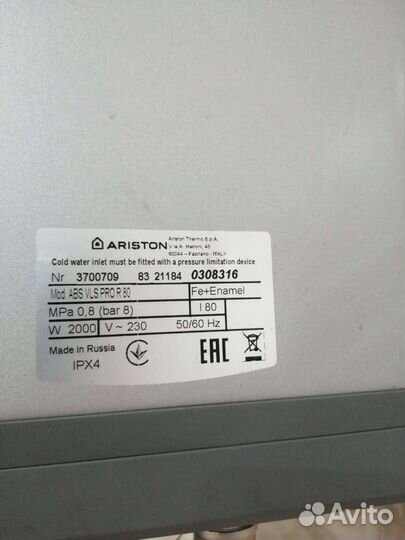 ARISTON
Ariston Thermo S.p.A.
V.le A. Merloni, 45
60044 – Fabriano - ITALY
Cold water inlet must be fitted with a pressure limitation device
Nr 3700709 83 21184 0308316
Mod. ABS VLS PRO R 80 Fe+Enamel
MPa 0,8 (bar 8) l 80
W 2000 V ~ 230 50/60 Hz
Made in Russia
IPX4
EAC
Avito